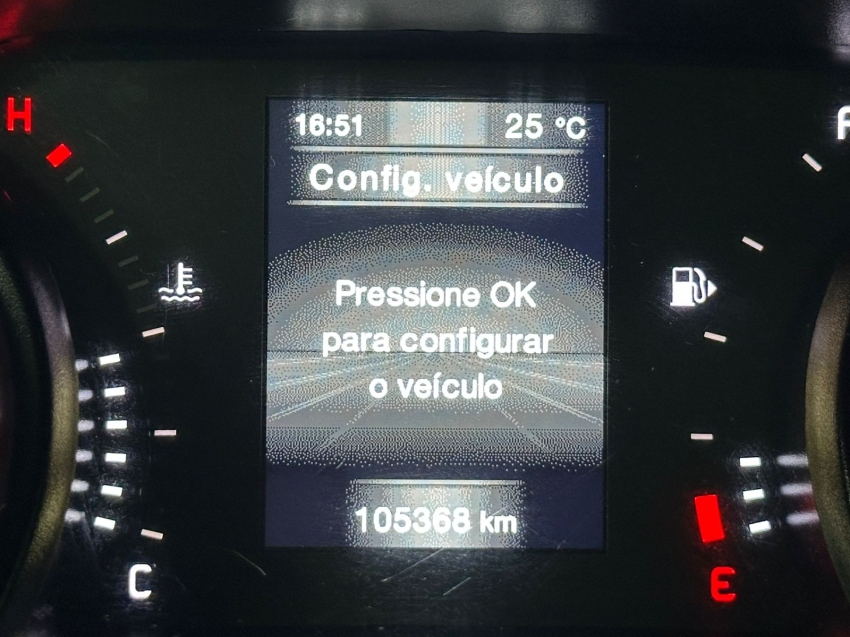 H
16:51 25 °C
F
Config. veículo
Pressione OK
para configurar
o veículo
105368 km
C
E